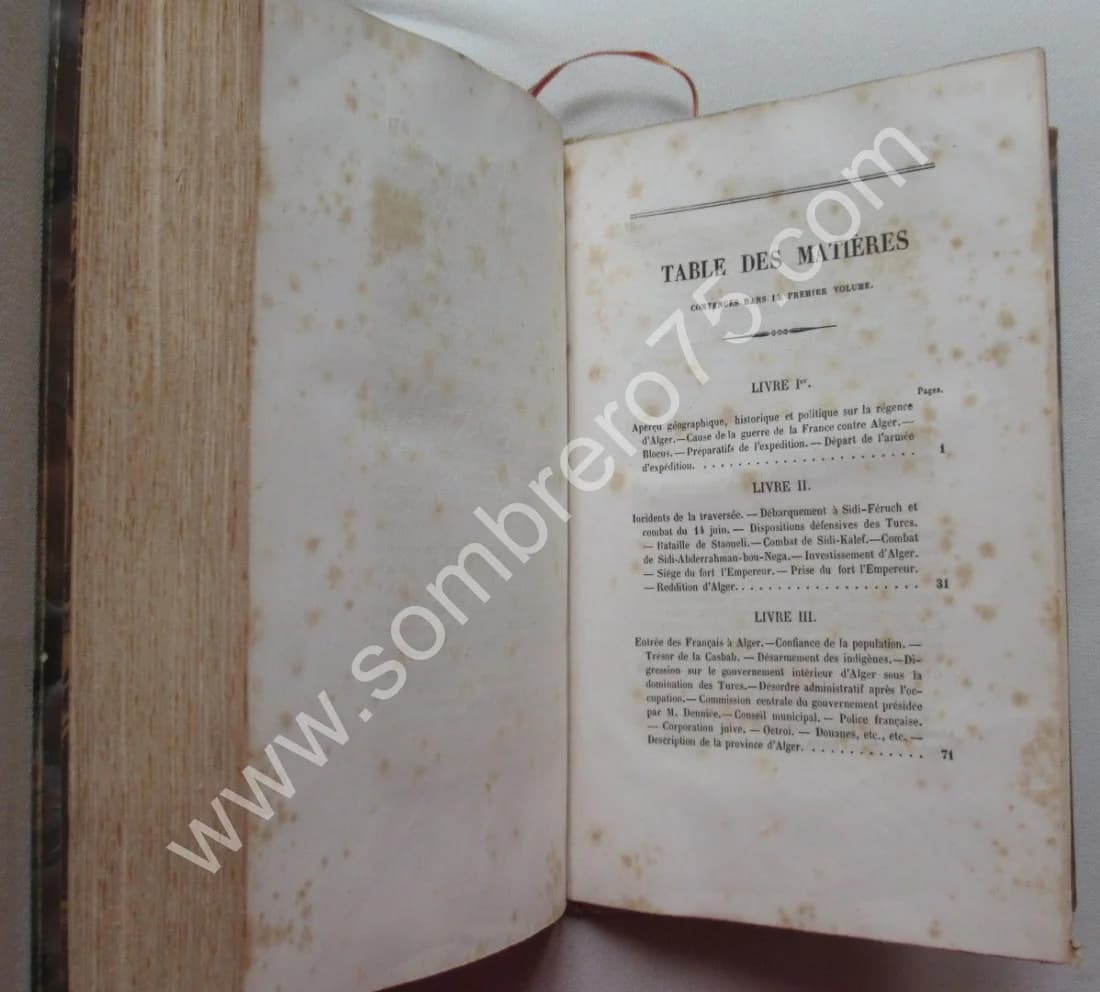 TABLE DES MATIÈRES
CONTENUES DANS LE PREMIER VOLUME.
LIVRE Ier.
Pages.
Aperçu géographique, historique et politique sur la régence
d'Alger.—Cause de la guerre de la France contre Alger.—
Blocus.—Préparatifs de l'expédition.—Départ de l'armée
d'expédition. . . . . . . . . . . . . . . . . . . . . . . 1
LIVRE II.
Incidents de la traversée. — Débarquement à Sidi-Féruch et
combat du 14 juin. — Dispositions défensives des Turcs.
— Bataille de Staoueli.—Combat de Sidi-Kalef.—Combat
de Sidi-Abderrahman-bou-Nega.—Investissement d'Alger.
— Siége du fort l'Empereur.— Prise du fort l'Empereur.
— Reddition d'Alger. . . . . . . . . . . . . . . . . . . 31
LIVRE III.
Entrée des Français à Alger.—Confiance de la population. —
Trésor de la Casbah. — Désarmement des indigènes.—Di-
gression sur le gouvernement intérieur d'Alger sous la
domination des Turcs.—Désordre administratif après l'oc-
cupation.—Commission centrale du gouvernement présidée
par M. Denniée.—Conseil municipal. — Police française.
— Corporation juive. — Octroi. — Douanes, etc., etc. —
Description de la province d'Alger. . . . . . . . . . . . 71
www.sombrero75.com